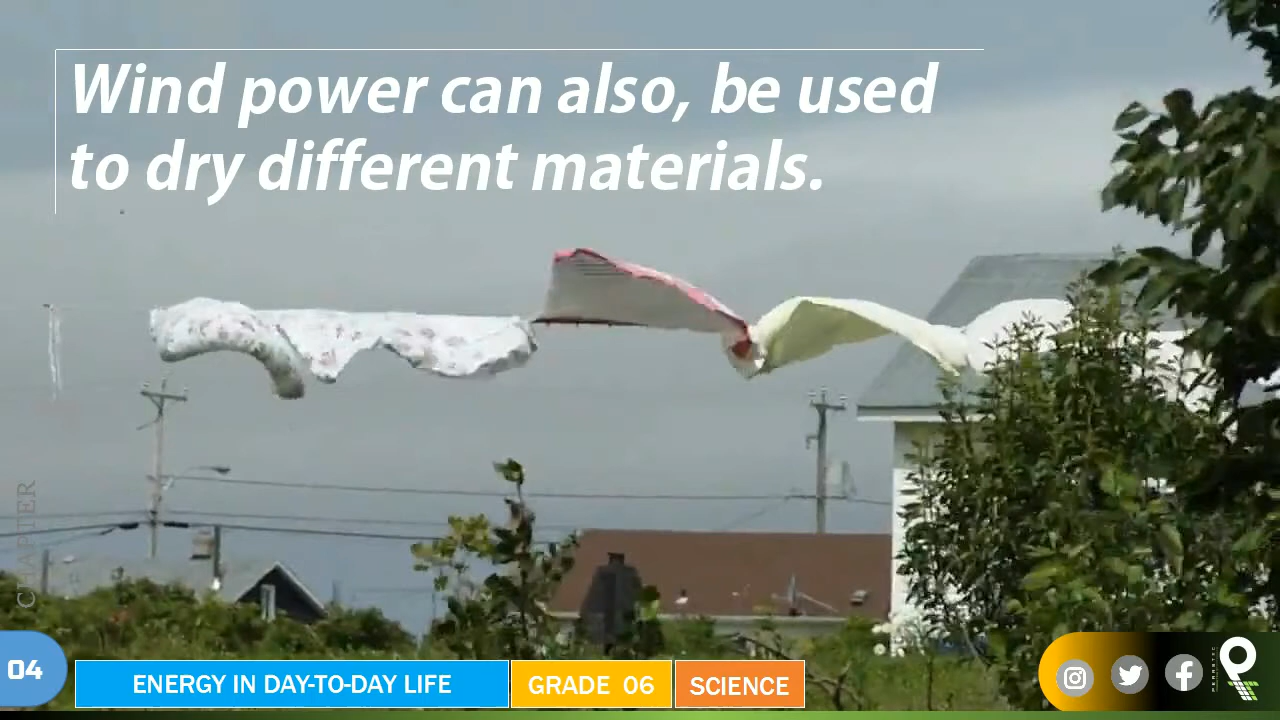 Wind power can also, be used
to dry different materials.
CHAPTER
04
ENERGY IN DAY-TO-DAY LIFE
GRADE 06
SCIENCE